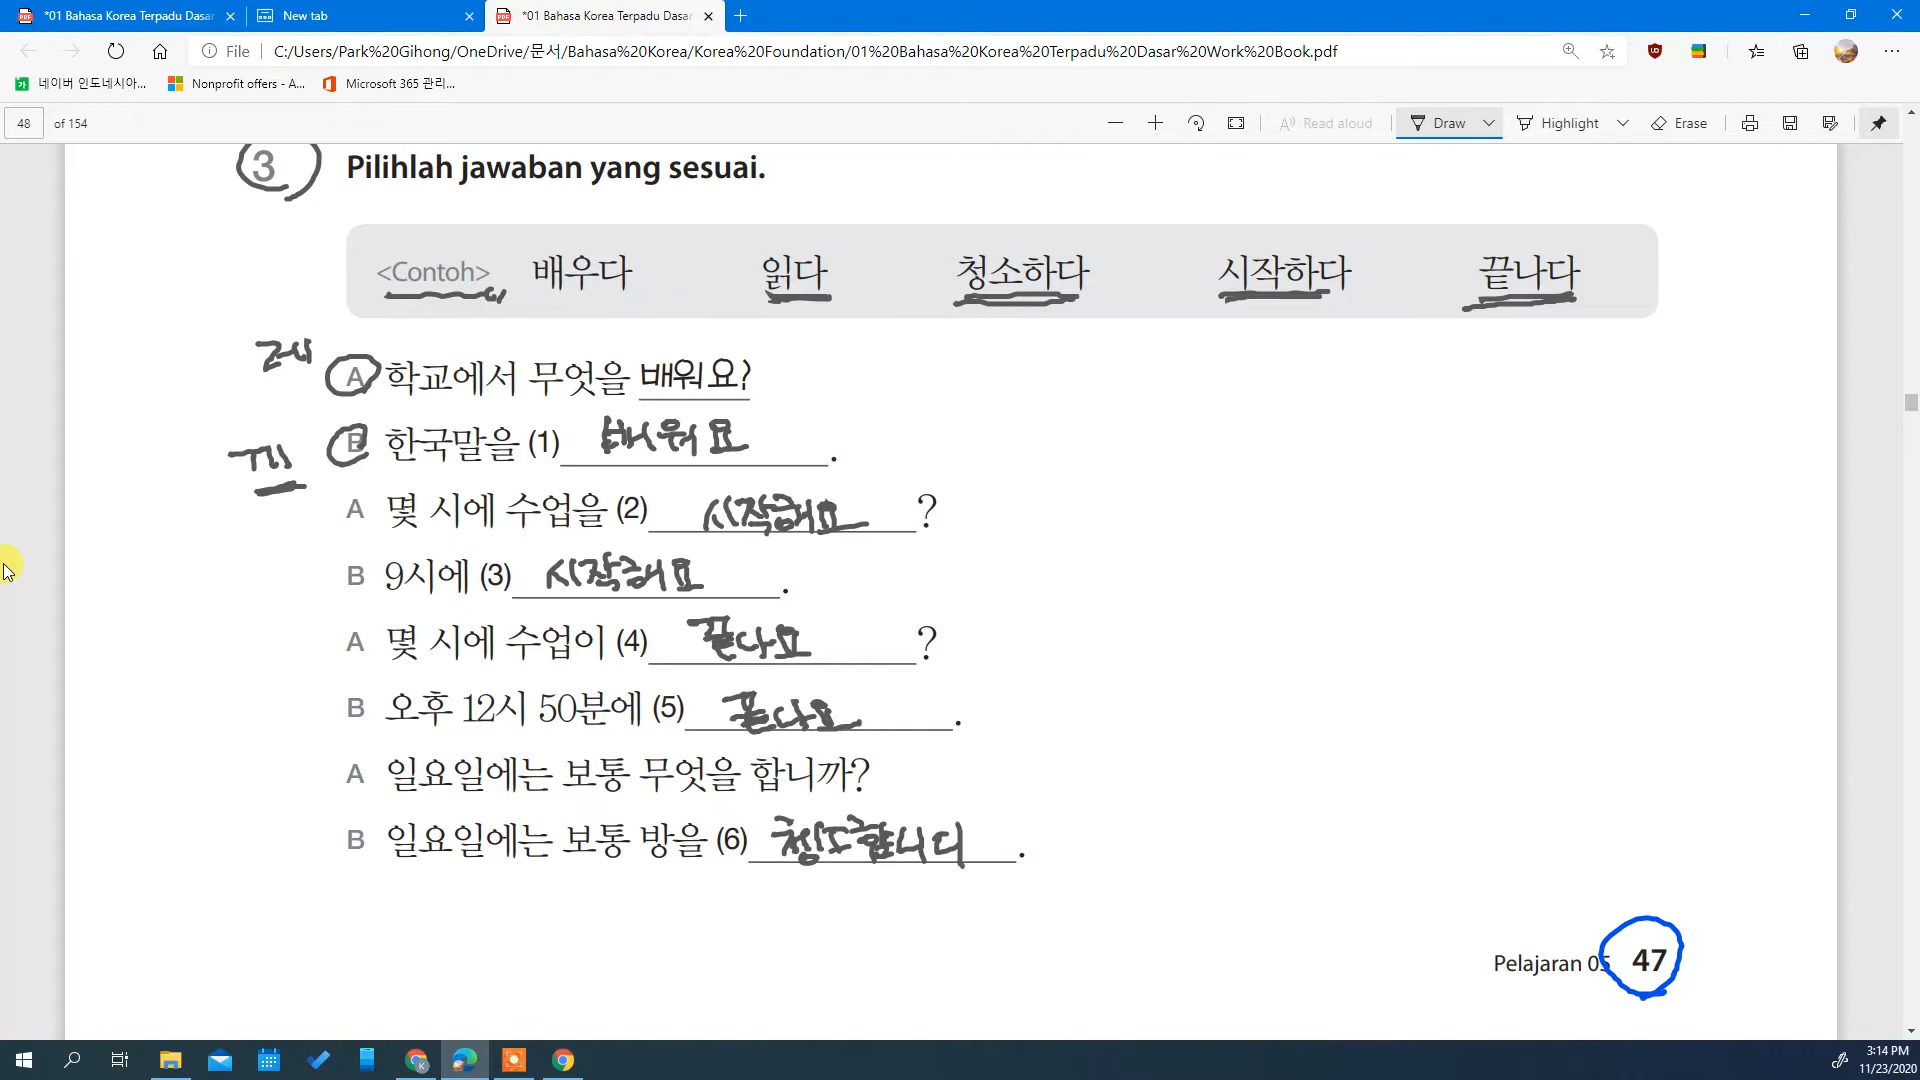 *01 Bahasa Korea Terpadu Dasar
New tab
*01 Bahasa Korea Terpadu Dasar
File
C:/Users/Park%20Gihong/OneDrive/문서/Bahasa%20Korea/Korea%20Foundation/01%20Bahasa%20Korea%20Terpadu%20Dasar%20Work%20Book.pdf
네이버 인도네시아...
Nonprofit offers - A...
Microsoft 365 관리...
48 of 154
Read aloud
Draw
Highlight
Erase
3 Pilihlah jawaban yang sesuai.
<Contoh> 배우다 읽다 청소하다 시작하다 끝나다
A 학교에서 무엇을 배워요?
B 한국말을 (1) 배워요.
A 몇 시에 수업을 (2) 시작해요?
B 9시에 (3) 시작해요.
A 몇 시에 수업이 (4) 끝나요?
B 오후 12시 50분에 (5) 끝나요.
A 일요일에는 보통 무엇을 합니까?
B 일요일에는 보통 방을 (6) 청소합니다.
Pelajaran 05 47
3:14 PM
11/23/2020